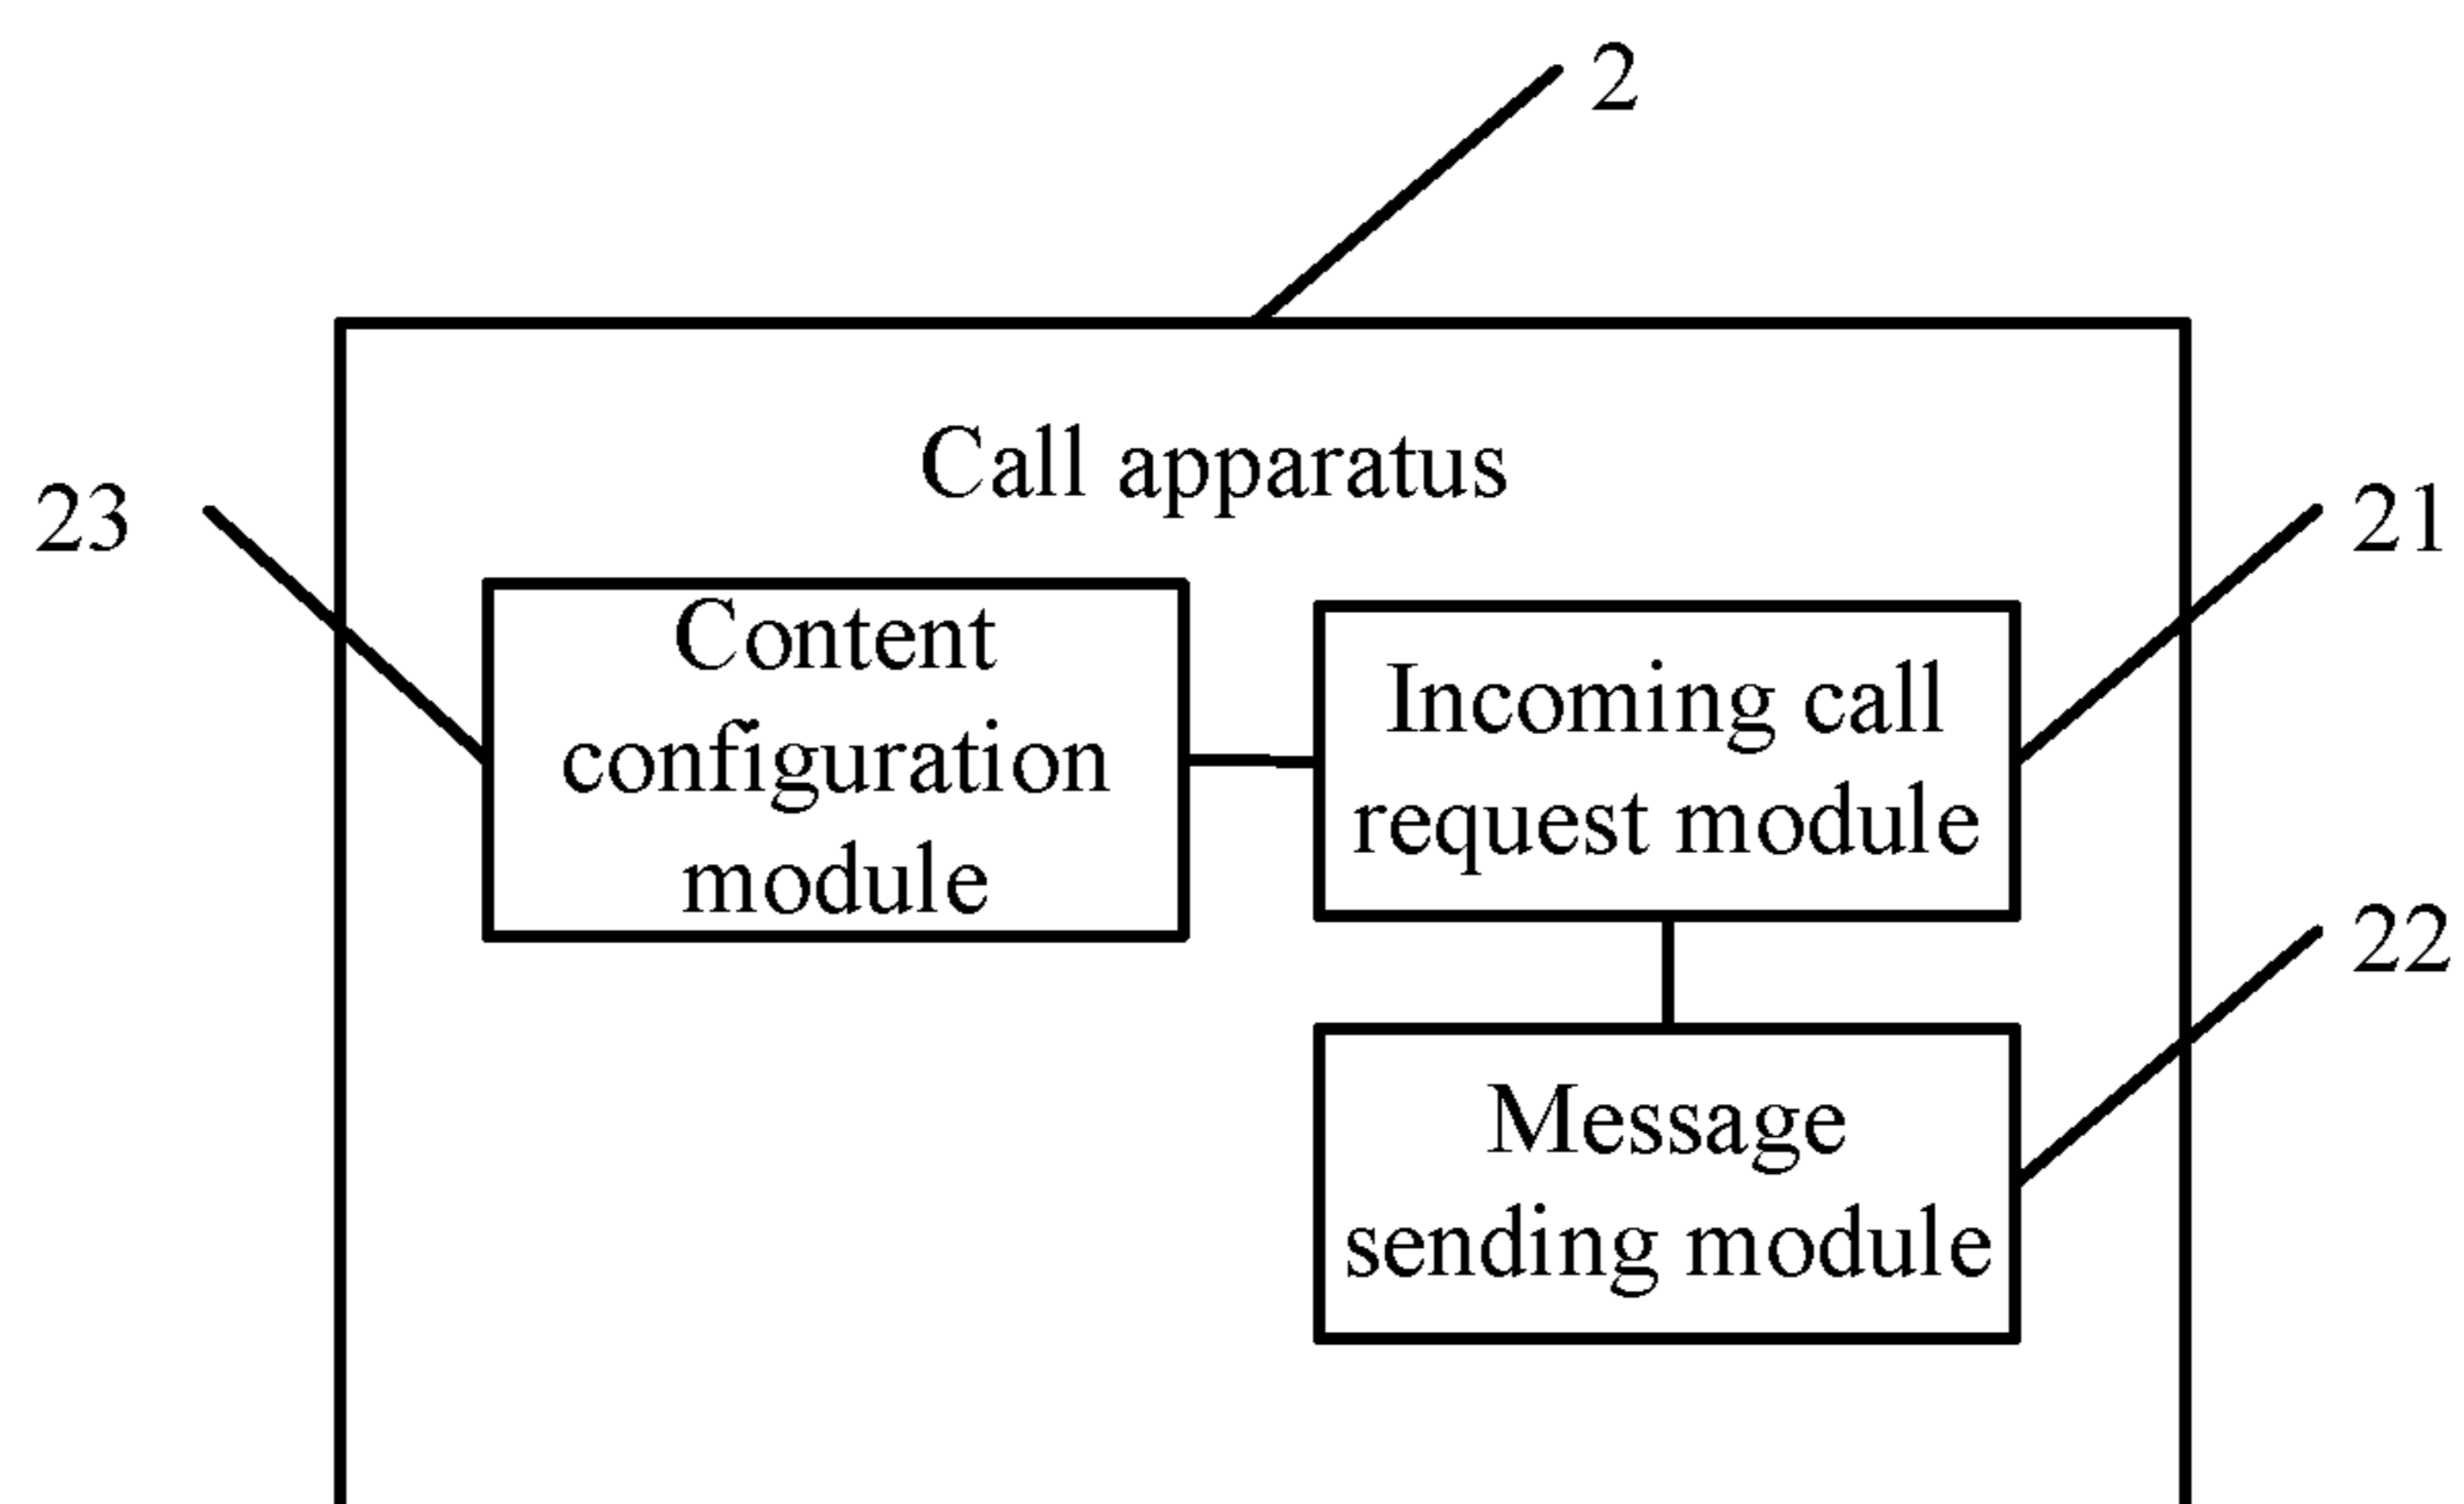 2
Call apparatus
23
21
Content
configuration
module
Incoming call
request module
22
Message
sending module